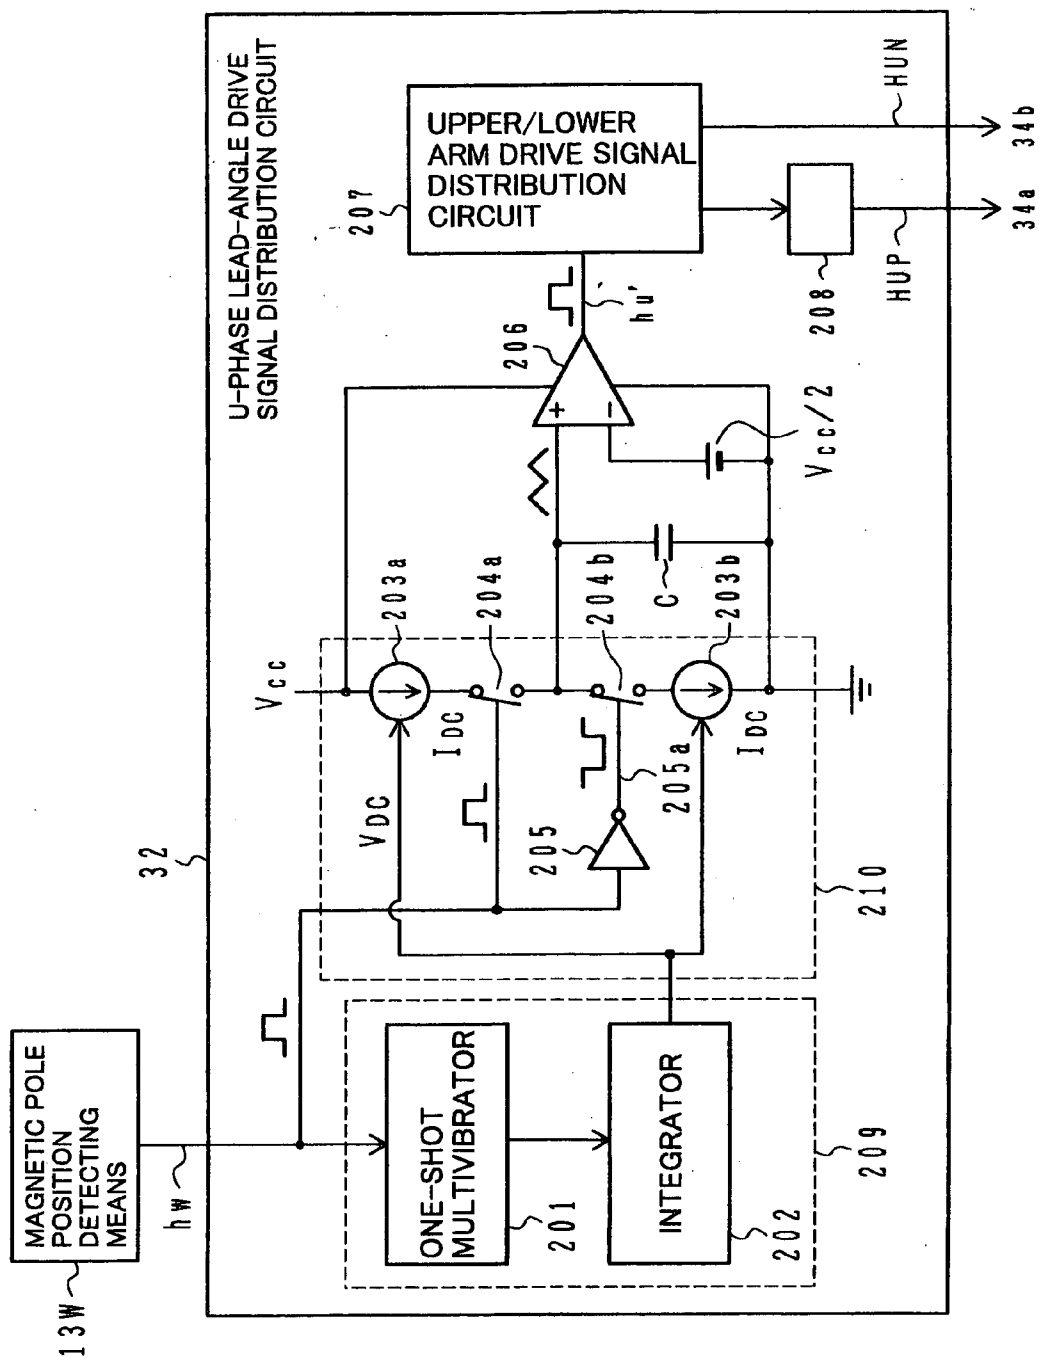 13W
MAGNETIC POLE
POSITION
DETECTING
MEANS
hw
32
U-PHASE LEAD-ANGLE DRIVE
SIGNAL DISTRIBUTION CIRCUIT
ONE-SHOT
MULTIVIBRATOR
201
INTEGRATOR
202
209
VDC
205
205a
210
Vcc
203a
IDC
204a
204b
C
203b
IDC
206
+
−
Vcc/2
hu'
207
UPPER/LOWER
ARM DRIVE SIGNAL
DISTRIBUTION
CIRCUIT
208
HUP
HUN
34a
34b